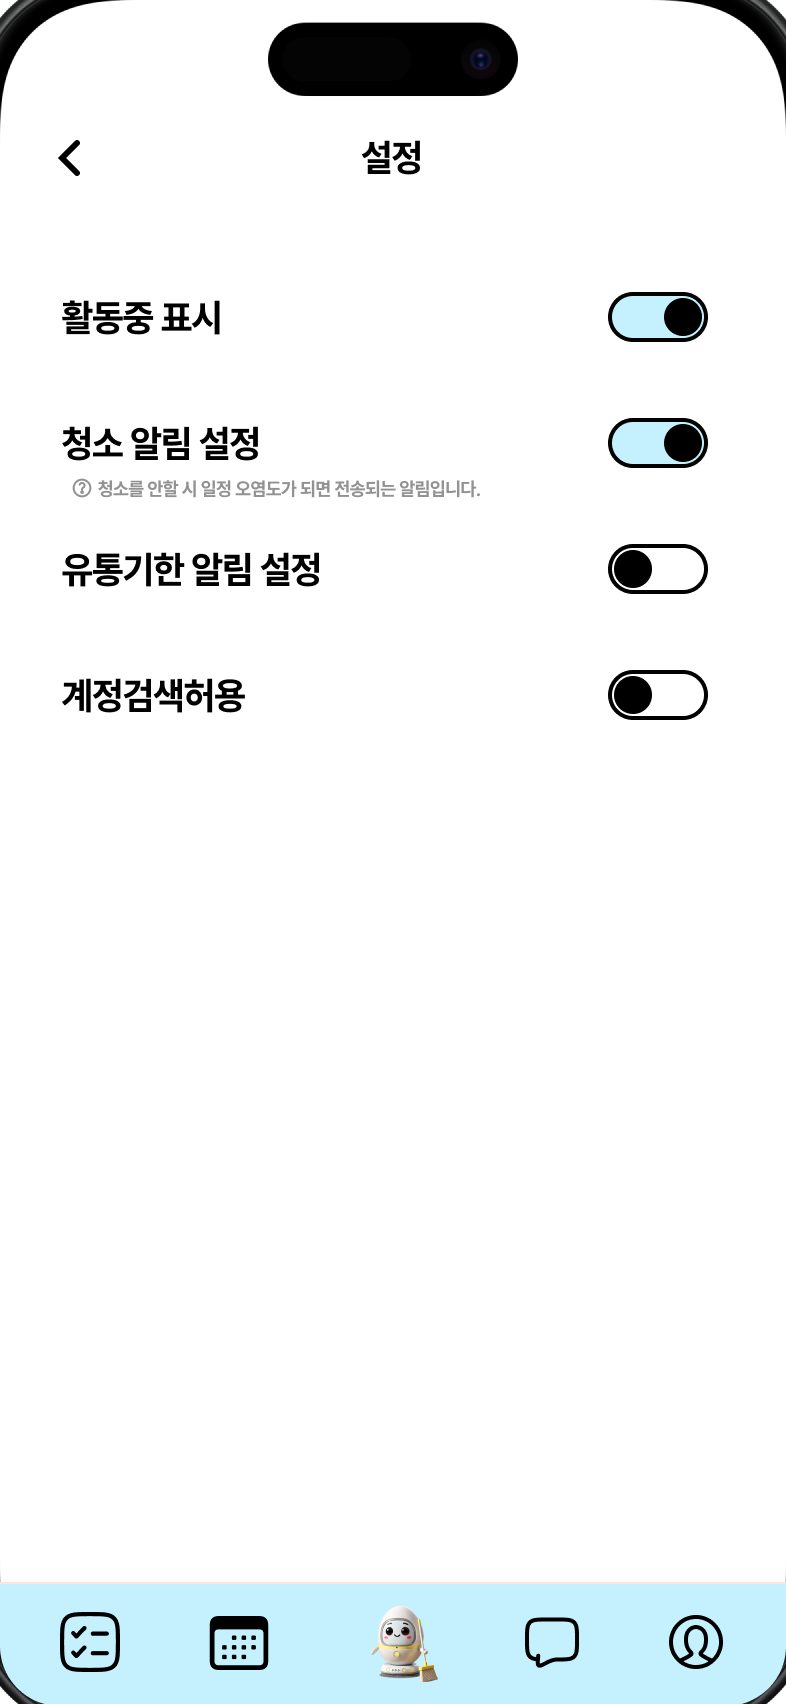 설정
활동중 표시
청소 알림 설정
청소를 안할 시 일정 오염도가 되면 전송되는 알림입니다.
유통기한 알림 설정
계정검색허용